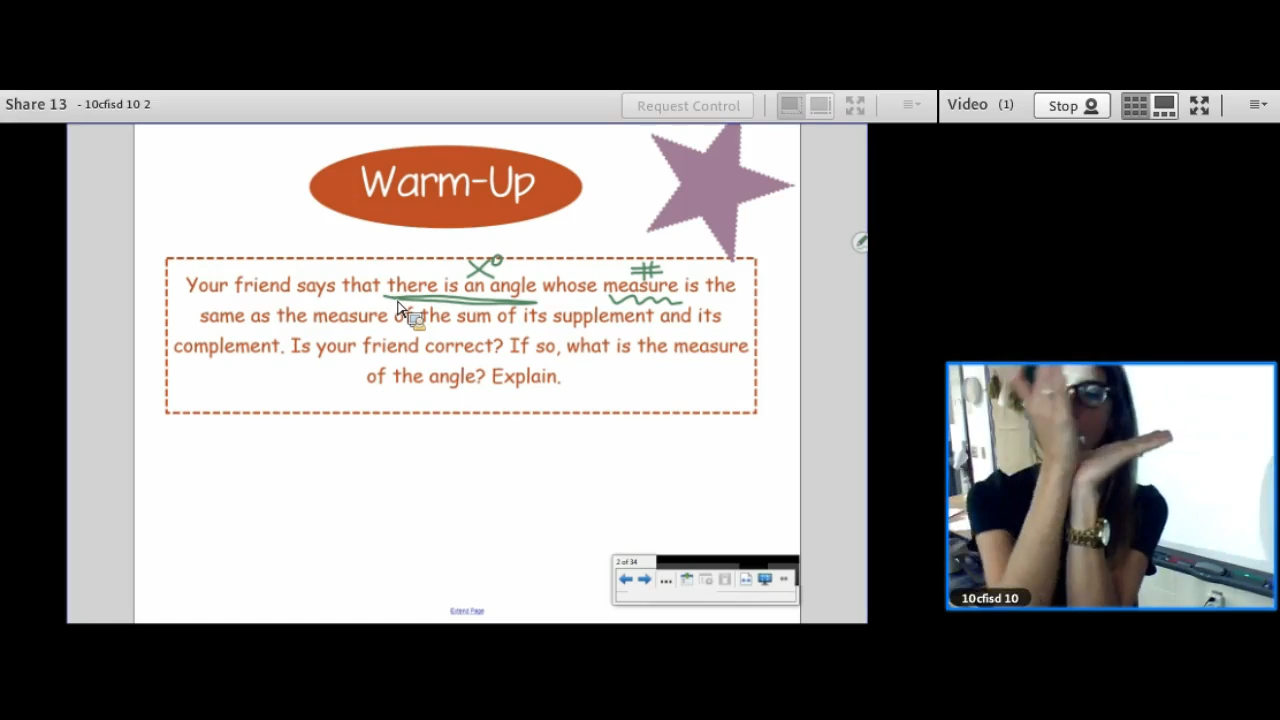 Share 13 - 10cfisd 10 2
Request Control
Video (1)
Stop
Warm-Up
x°
#
Your friend says that there is an angle whose measure is the
same as the measure of the sum of its supplement and its
complement. Is your friend correct? If so, what is the measure
of the angle? Explain.
2 of 34
...
Extend Page
10cfisd 10